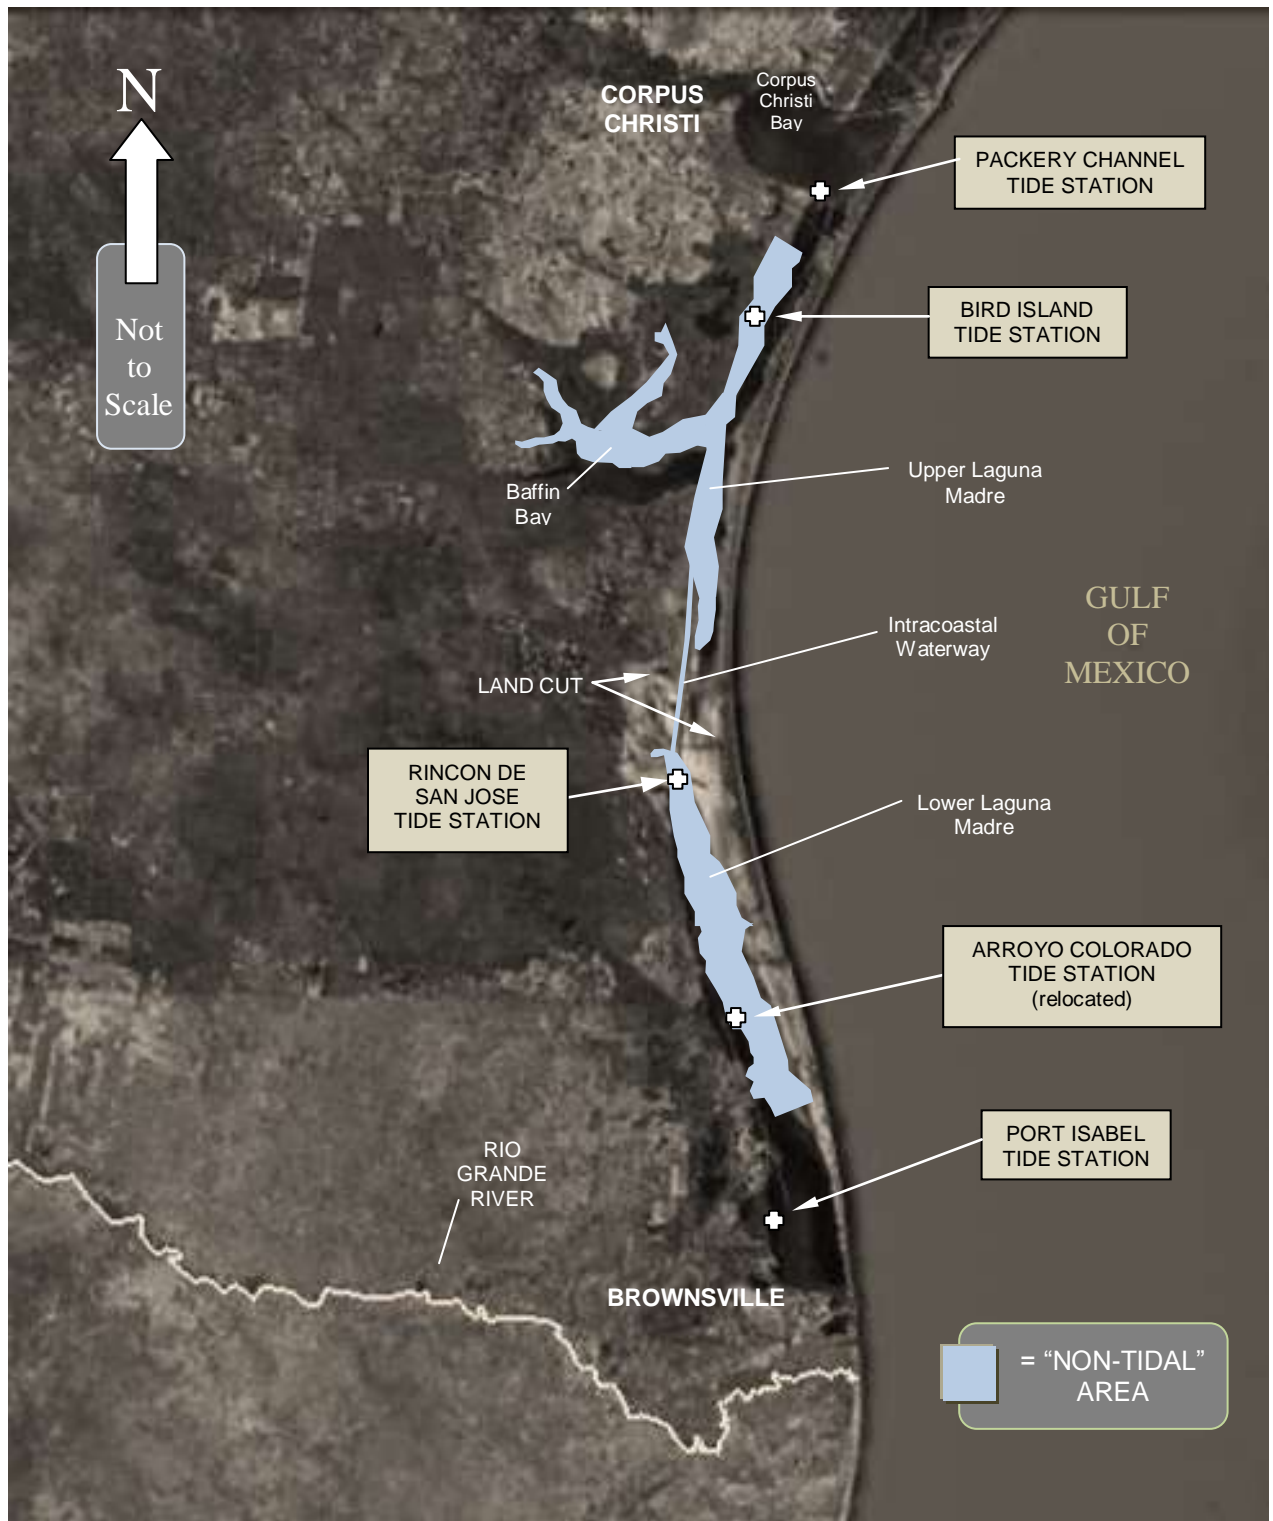 N
Not
to
Scale
CORPUS
CHRISTI
Corpus
Christi
Bay
PACKERY CHANNEL
TIDE STATION
BIRD ISLAND
TIDE STATION
Baffin
Bay
Upper Laguna
Madre
GULF
OF
MEXICO
Intracoastal
Waterway
LAND CUT
RINCON DE
SAN JOSE
TIDE STATION
Lower Laguna
Madre
ARROYO COLORADO
TIDE STATION
(relocated)
PORT ISABEL
TIDE STATION
RIO
GRANDE
RIVER
BROWNSVILLE
= “NON-TIDAL”
AREA